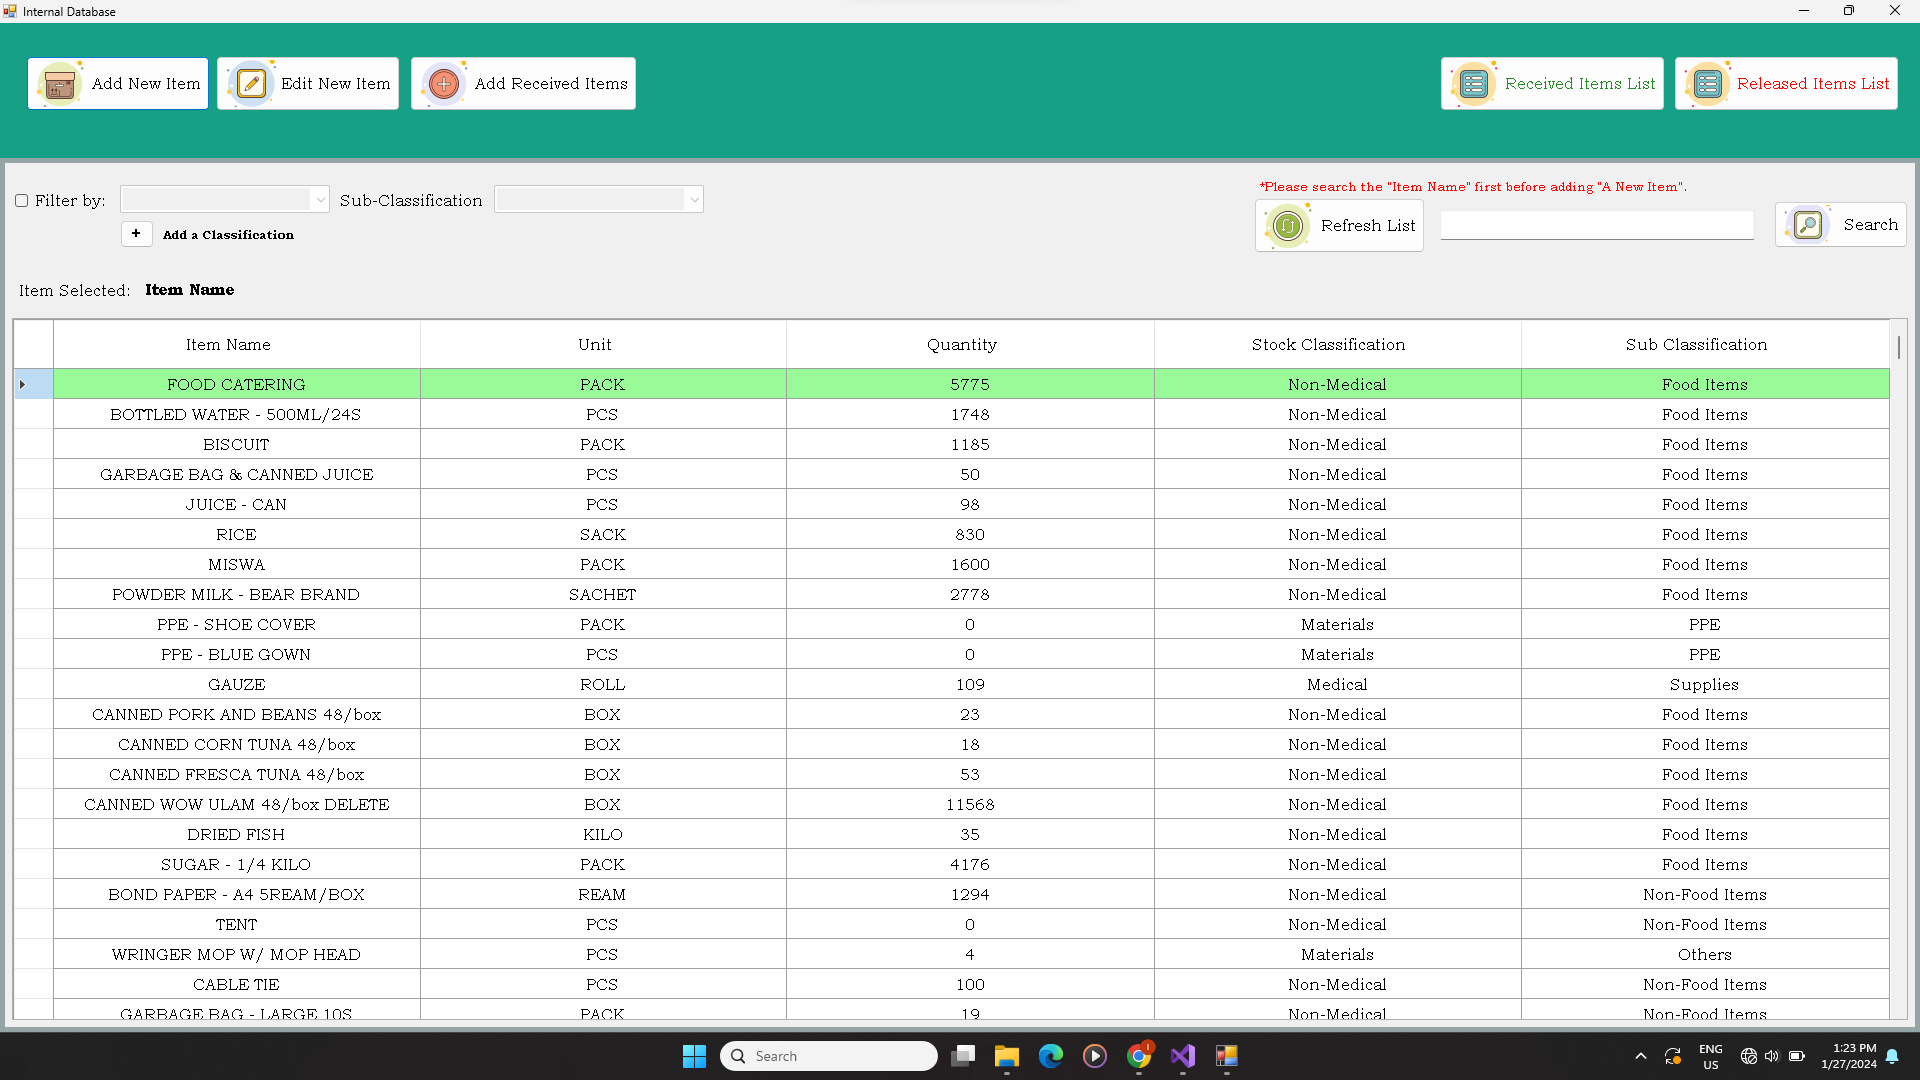 Internal Database
Add New Item
Edit New Item
Add Received Items
Received Items List
Released Items List
Filter by:
Sub-Classification
+ Add a Classification
*Please search the "Item Name" first before adding "A New Item".
Refresh List
Search
Item Selected: Item Name
Item Name Unit Quantity Stock Classification Sub Classification
FOOD CATERING PACK 5775 Non-Medical Food Items
BOTTLED WATER - 500ML/24S PCS 1748 Non-Medical Food Items
BISCUIT PACK 1185 Non-Medical Food Items
GARBAGE BAG & CANNED JUICE PCS 50 Non-Medical Food Items
JUICE - CAN PCS 98 Non-Medical Food Items
RICE SACK 830 Non-Medical Food Items
MISWA PACK 1600 Non-Medical Food Items
POWDER MILK - BEAR BRAND SACHET 2778 Non-Medical Food Items
PPE - SHOE COVER PACK 0 Materials PPE
PPE - BLUE GOWN PCS 0 Materials PPE
GAUZE ROLL 109 Medical Supplies
CANNED PORK AND BEANS 48/box BOX 23 Non-Medical Food Items
CANNED CORN TUNA 48/box BOX 18 Non-Medical Food Items
CANNED FRESCA TUNA 48/box BOX 53 Non-Medical Food Items
CANNED WOW ULAM 48/box DELETE BOX 11568 Non-Medical Food Items
DRIED FISH KILO 35 Non-Medical Food Items
SUGAR - 1/4 KILO PACK 4176 Non-Medical Food Items
BOND PAPER - A4 5REAM/BOX REAM 1294 Non-Medical Non-Food Items
TENT PCS 0 Non-Medical Non-Food Items
WRINGER MOP W/ MOP HEAD PCS 4 Materials Others
CABLE TIE PCS 100 Non-Medical Non-Food Items
GARBAGE BAG - LARGE 10S PACK 19 Non-Medical Non-Food Items
Search
ENG
US
1:23 PM
1/27/2024